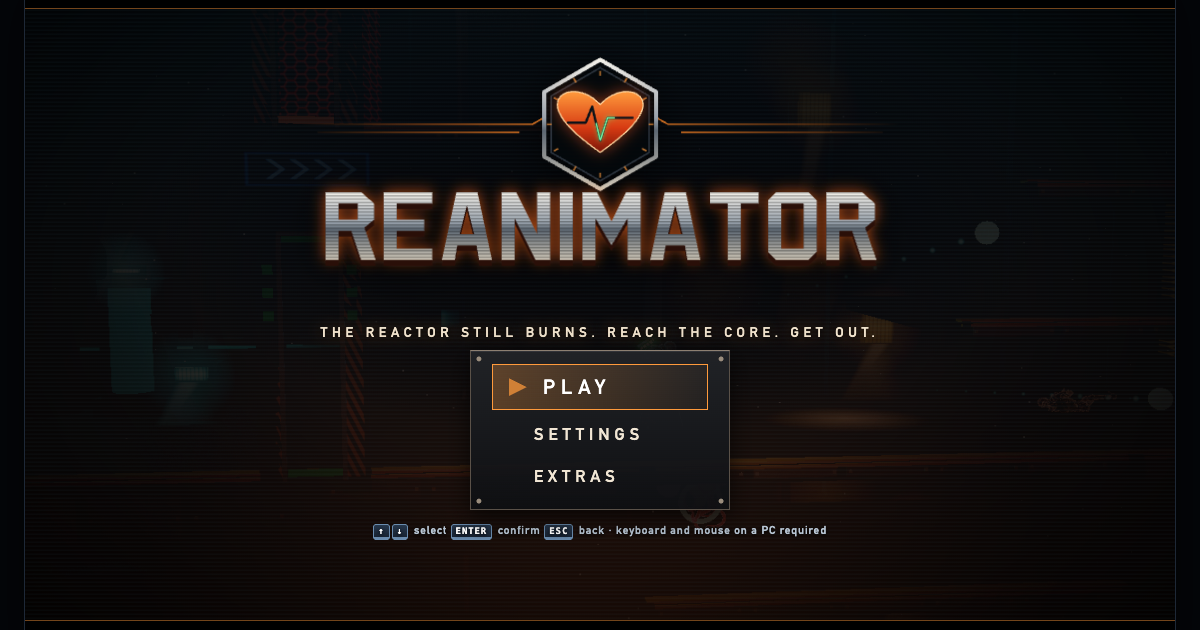 REANIMATOR
THE REACTOR STILL BURNS. REACH THE CORE. GET OUT.
▶ PLAY
SETTINGS
EXTRAS
↑ ↓ select ENTER confirm ESC back · keyboard and mouse on a PC required